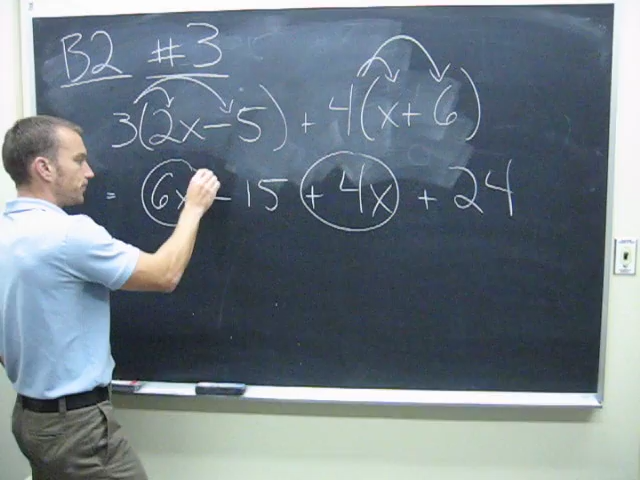 B2 #3
3(2x-5) + 4(x+6)
= 6x - 15 + 4x + 24